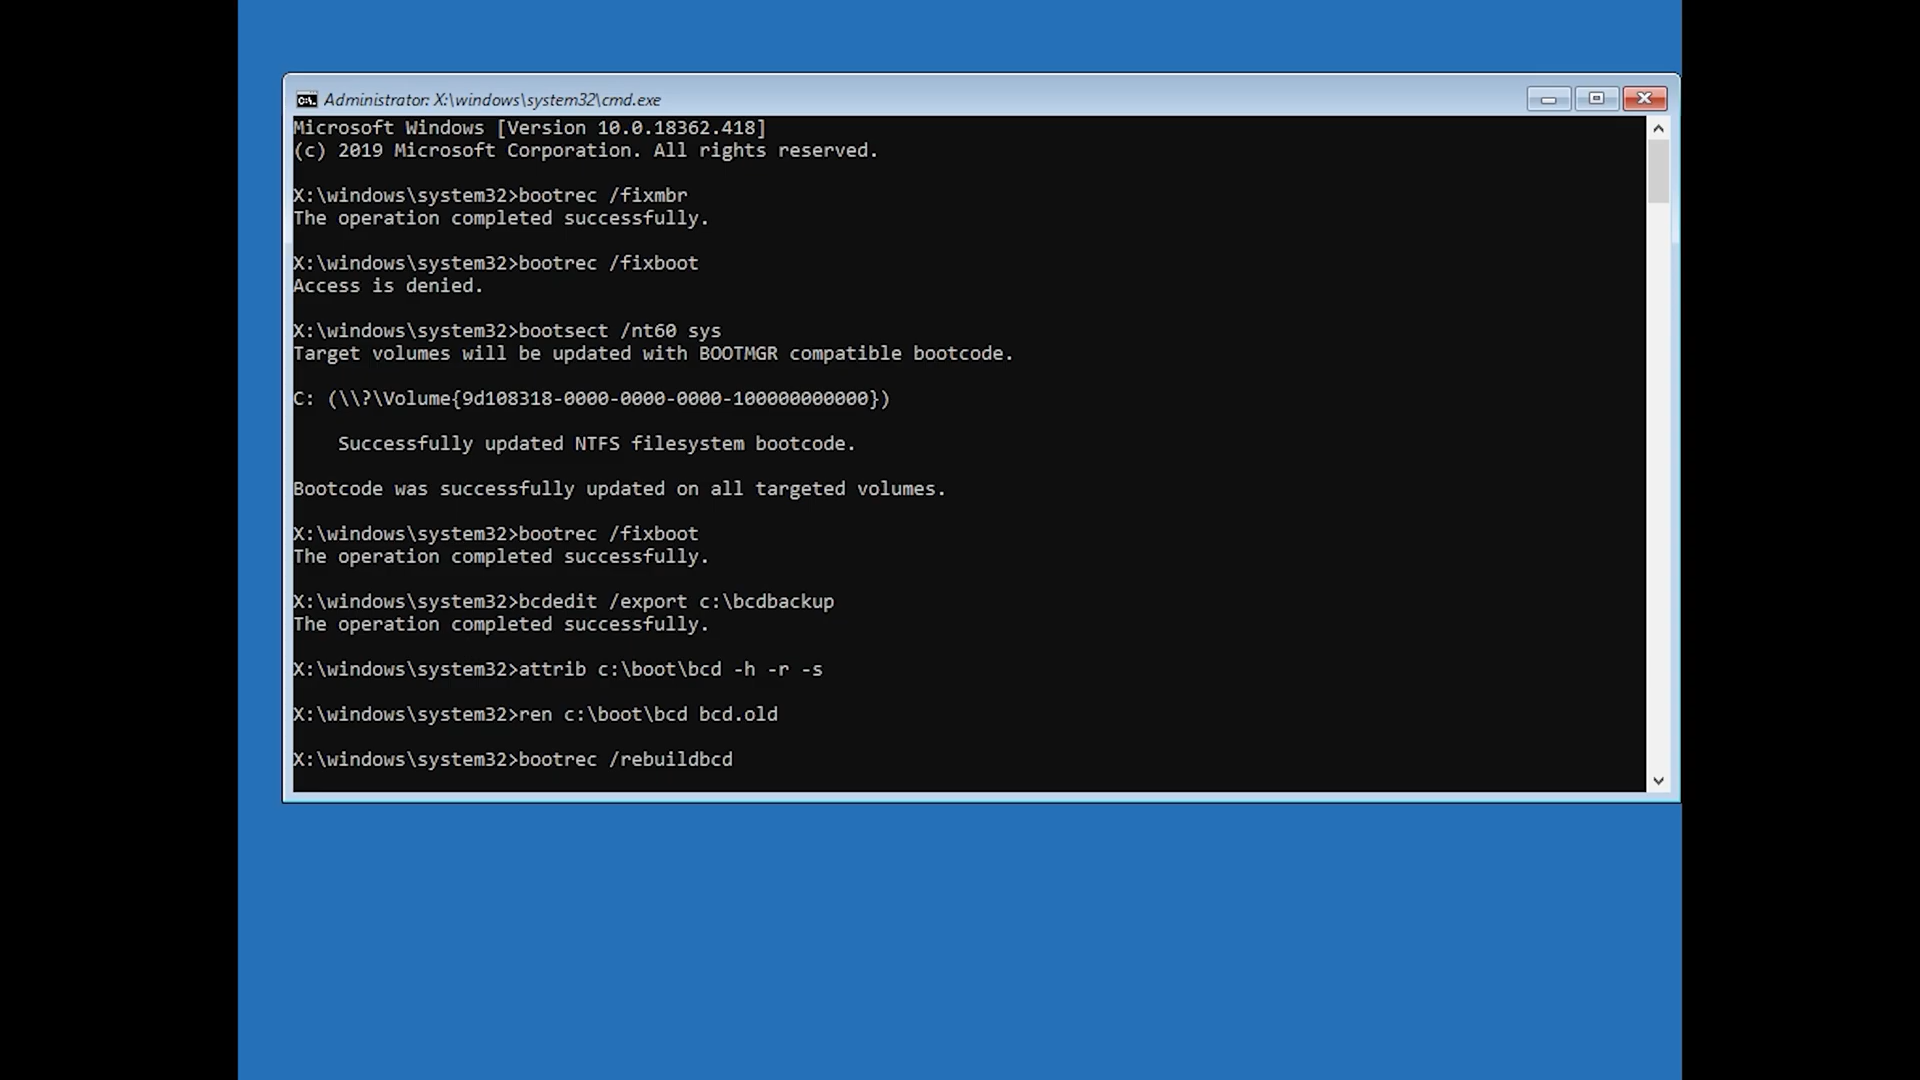 Administrator: X:\windows\system32\cmd.exe
Microsoft Windows [Version 10.0.18362.418]
(c) 2019 Microsoft Corporation. All rights reserved.
X:\windows\system32>bootrec /fixmbr
The operation completed successfully.
X:\windows\system32>bootrec /fixboot
Access is denied.
X:\windows\system32>bootsect /nt60 sys
Target volumes will be updated with BOOTMGR compatible bootcode.
C: (\\?\Volume{9d108318-0000-0000-0000-100000000000})
Successfully updated NTFS filesystem bootcode.
Bootcode was successfully updated on all targeted volumes.
X:\windows\system32>bootrec /fixboot
The operation completed successfully.
X:\windows\system32>bcdedit /export c:\bcdbackup
The operation completed successfully.
X:\windows\system32>attrib c:\boot\bcd -h -r -s
X:\windows\system32>ren c:\boot\bcd bcd.old
X:\windows\system32>bootrec /rebuildbcd